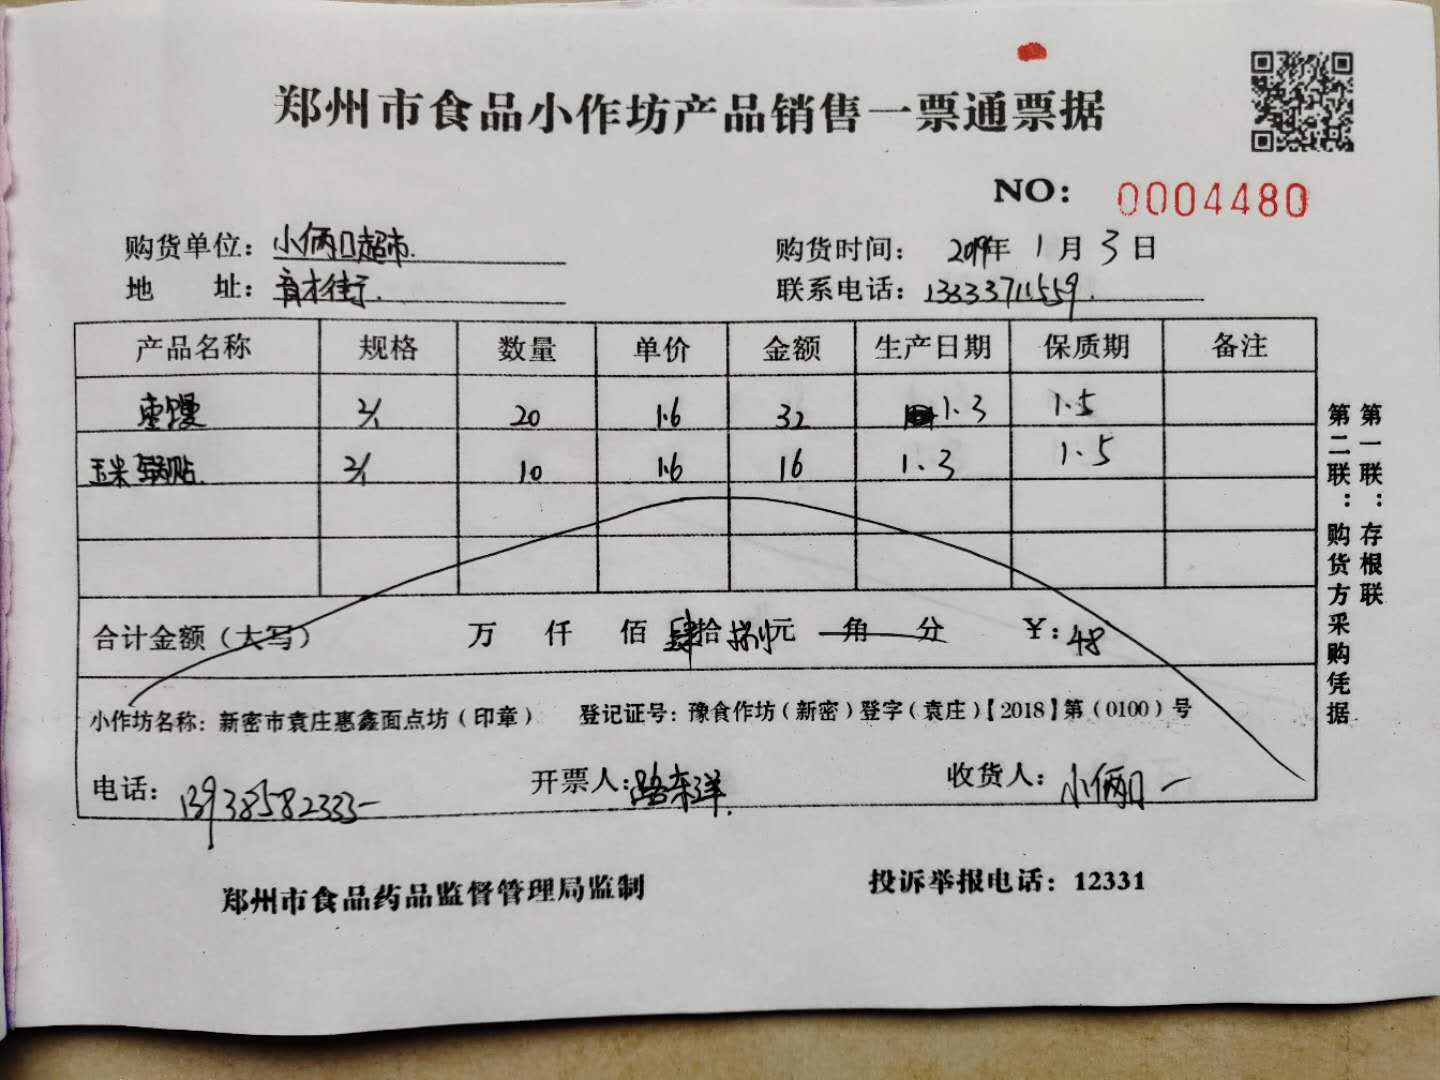 郑州市食品小作坊产品销售一票通票据
NO: 0004480
购货单位: 小俩口超市. 购货时间: 2019年 1月 3日
地 址: 育才街. 联系电话: 13333711559.
产品名称 规格 数量 单价 金额 生产日期 保质期 备注
枣馒 20 1.6 32 1.3 1.5
玉米锅贴. 10 1.6 16 1.3 1.5
合计金额（大写） 万 仟 佰 肆拾 捌元 角 分 ¥: 48
小作坊名称: 新密市袁庄惠鑫面点坊（印章） 登记证号: 豫食作坊（新密）登字（袁庄）【2018】第（0100）号
电话: 13938582333 开票人: 路东洋. 收货人: 小俩口
郑州市食品药品监督管理局监制 投诉举报电话: 12331
第一联: 存根联
第二联: 购货方采购凭据